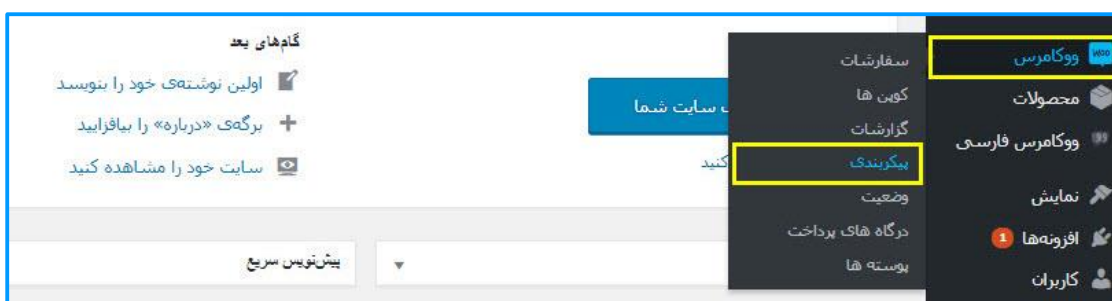 ووکامرس
محصولات
ووکامرس فارسی
نمایش
افزونه‌ها 1
کاربران
سفارشات
کوپن ها
گزارشات
پیکربندی
وضعیت
درگاه های پرداخت
پوسته ها
سایت شما
کنید
گام‌های بعد
اولین نوشته‌ی خود را بنویسد
برگه‌ی «درباره» را بیافزایید
سایت خود را مشاهده کنید
پیش‌نویس سریع